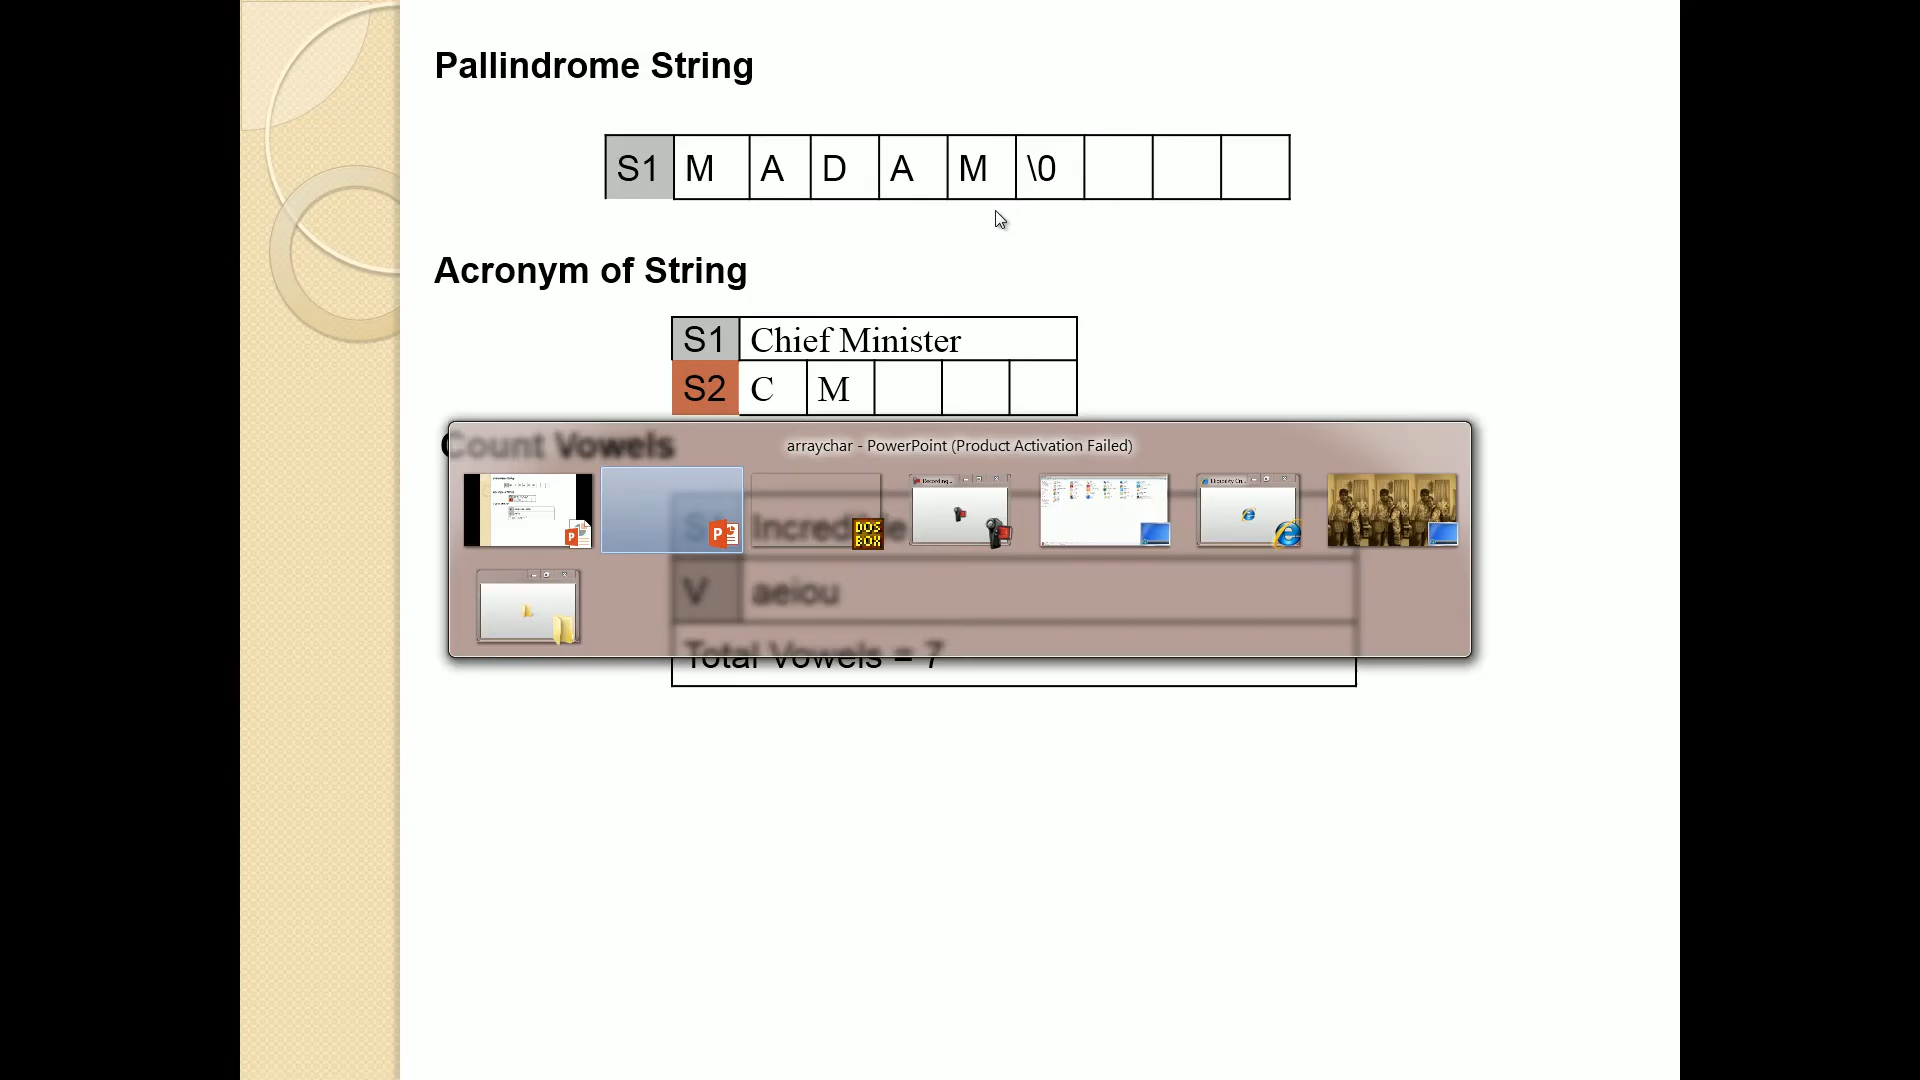 Pallindrome String
S1 M A D A M \0
Acronym of String
S1 Chief Minister
S2 C M
Count Vowels
arraychar - PowerPoint (Product Activation Failed)
Recording...
DOS
BOX
V aeiou
Total Vowels = 7